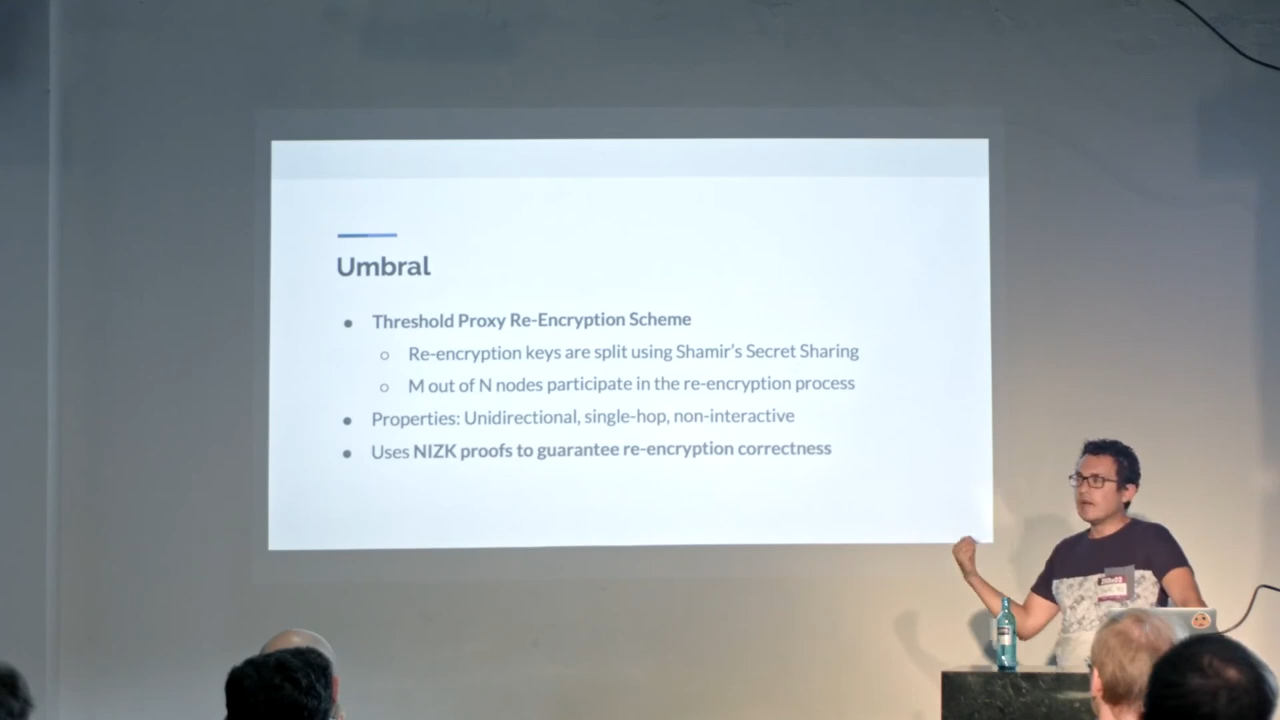 Umbral
● Threshold Proxy Re-Encryption Scheme
○ Re-encryption keys are split using Shamir's Secret Sharing
○ M out of N nodes participate in the re-encryption process
● Properties: Unidirectional, single-hop, non-interactive
● Uses NIZK proofs to guarantee re-encryption correctness